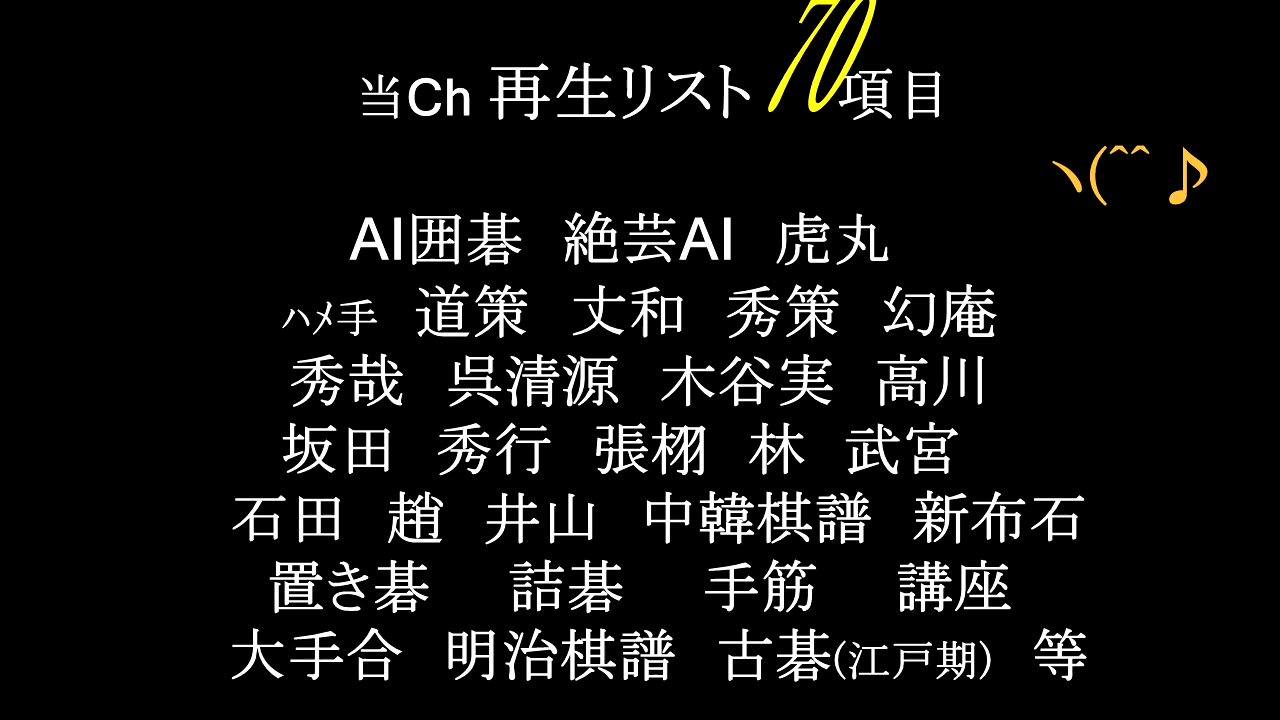 当Ch 再生リスト 70項目
ヽ(^^ ♪
AI囲碁　絶芸AI　虎丸
ハメ手　道策　丈和　秀策　幻庵
秀哉　呉清源　木谷実　高川
坂田　秀行　張栩　林　武宮
石田　趙　井山　中韓棋譜　新布石
置き碁　詰碁　手筋　講座
大手合　明治棋譜　古碁(江戸期)　等